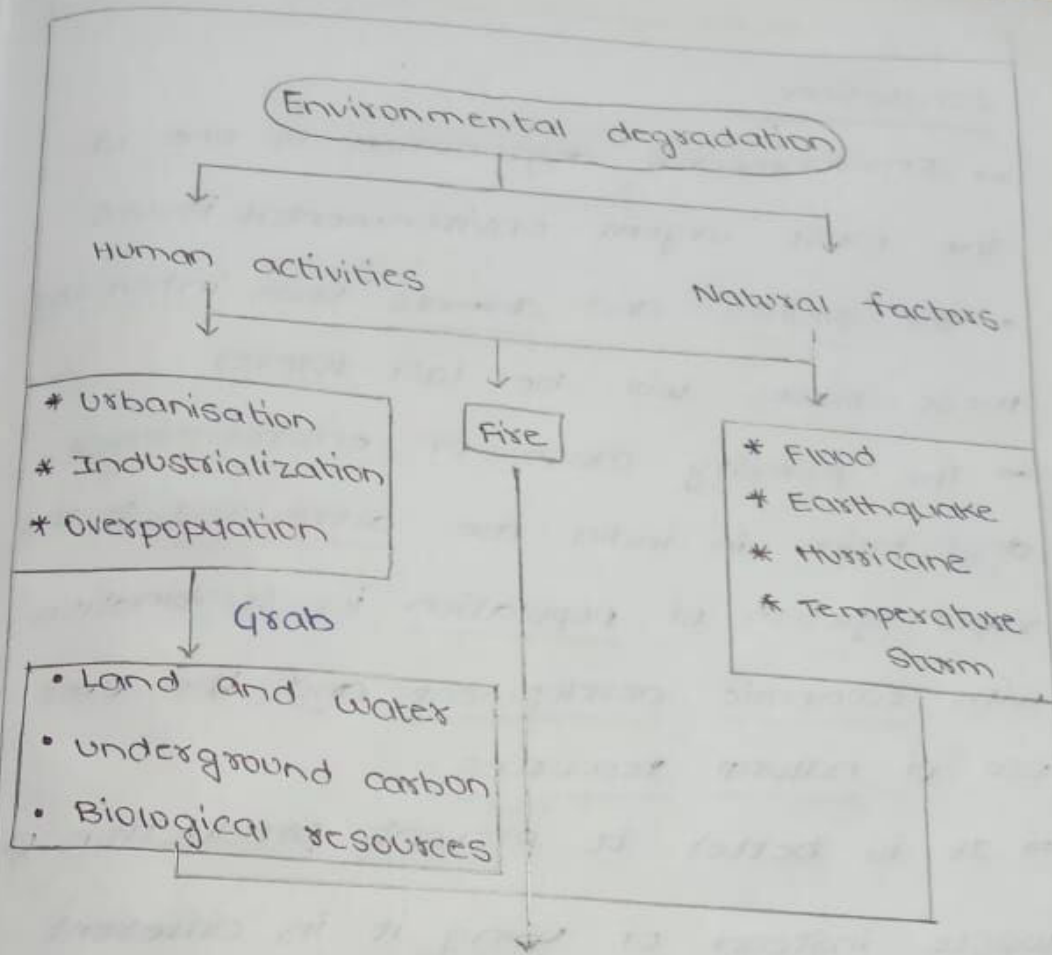 Environmental degradation
Human activities
Natural factors.
* Urbanisation
* Industrialization
* Overpopulation
Fire
* Flood
* Earthquake
* Hurricane
* Temperature
Storm
Grab
• Land and water
• underground carbon
• Biological resources